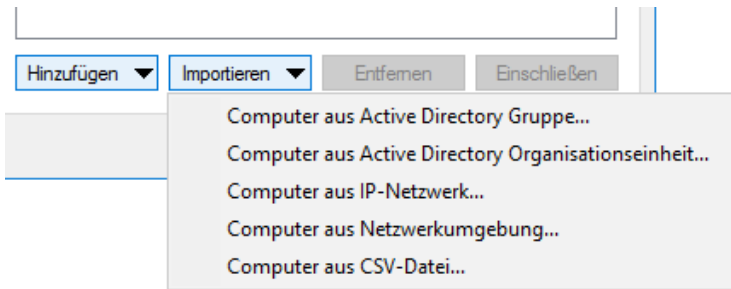 Hinzufügen
Importieren
Entfernen
Einschließen
Computer aus Active Directory Gruppe...
Computer aus Active Directory Organisationseinheit...
Computer aus IP-Netzwerk...
Computer aus Netzwerkumgebung...
Computer aus CSV-Datei...